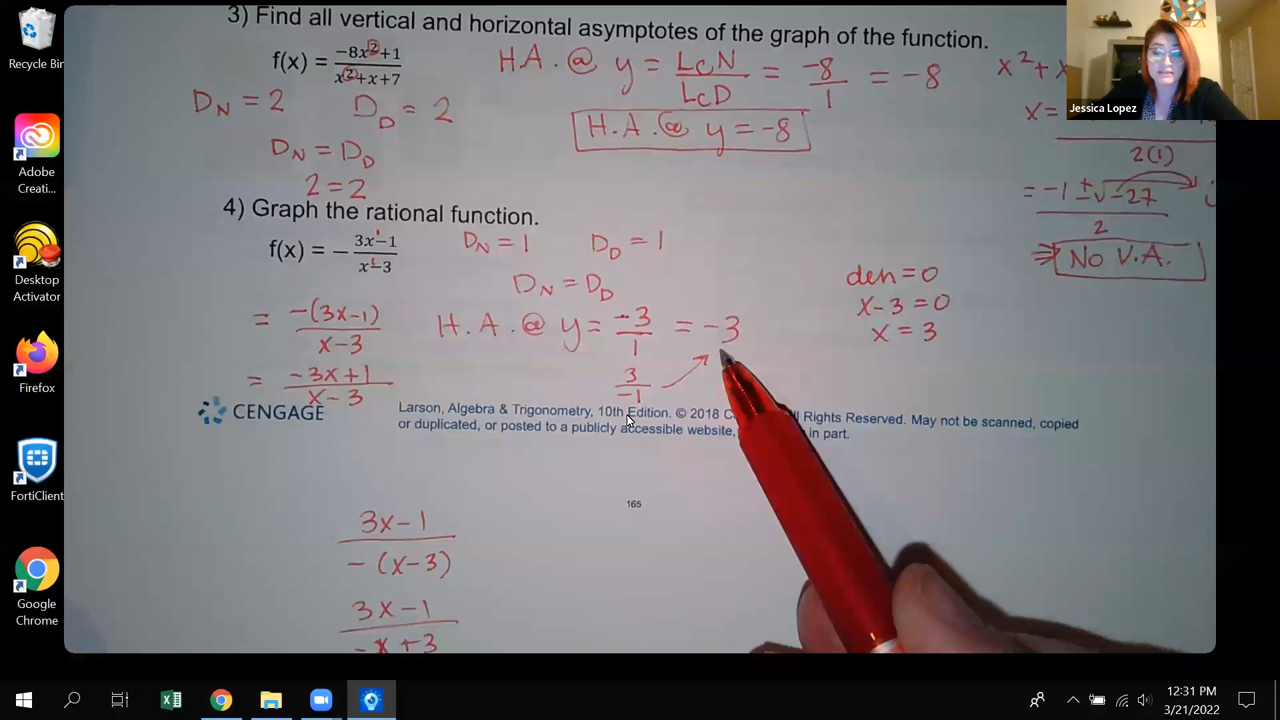 Recycle Bin
Adobe
Creati...
Desktop
Activator
Firefox
FortiClient
Google
Chrome
3) Find all vertical and horizontal asymptotes of the graph of the function.
f(x) = −8x²+1 / x²+x+7
H.A. @ y = LCN / LCD = −8 / 1 = −8
D_N = 2 D_D = 2
H.A. @ y = −8
D_N = D_D
2 = 2
x² + x
x =
2(1)
= −1 ± √−27 / 2
⇒ No V.A.
Jessica Lopez
4) Graph the rational function.
f(x) = − 3x−1 / x−3
D_N = 1 D_D = 1
D_N = D_D
= −(3x−1) / x−3
H.A. @ y = −3 / 1 = −3
3 / −1
= −3x+1 / x−3
den = 0
x−3 = 0
x = 3
CENGAGE
Larson, Algebra & Trigonometry, 10th Edition. © 2018 C ll Rights Reserved. May not be scanned, copied
or duplicated, or posted to a publicly accessible website, in part.
165
3x−1 / −(x−3)
3x−1 / −x+3
12:31 PM
3/21/2022